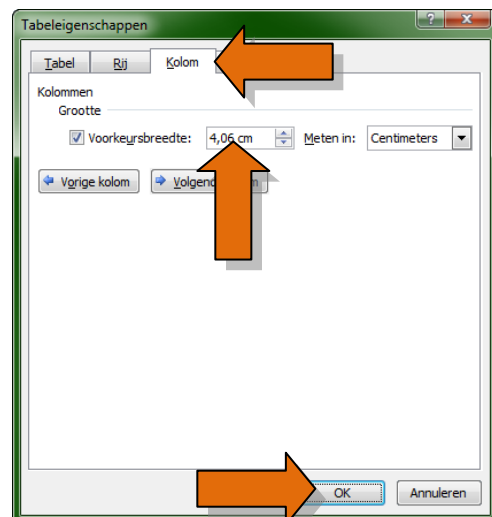 Tabeleigenschappen
Tabel Rij Kolom
Kolommen
Grootte
Voorkeursbreedte: 4,06 cm Meten in: Centimeters
Vorige kolom
OK Annuleren